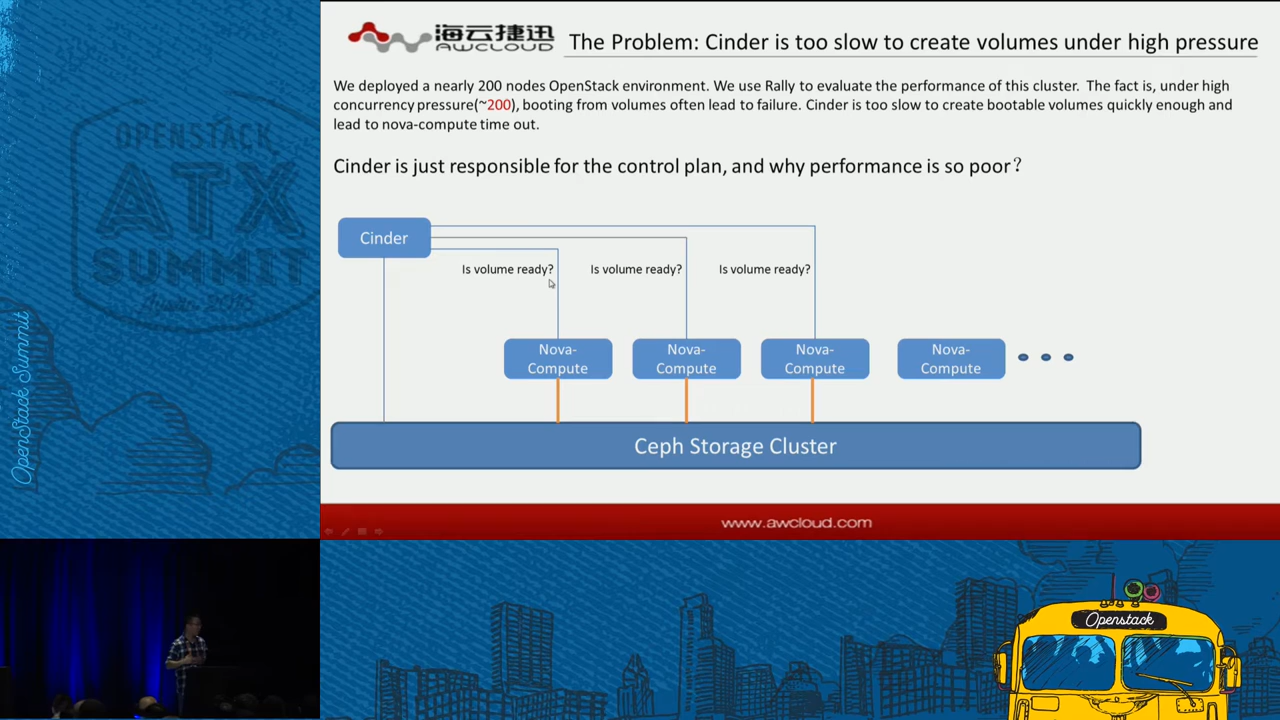 海云捷迅
AWCLOUD
The Problem: Cinder is too slow to create volumes under high pressure
We deployed a nearly 200 nodes OpenStack environment. We use Rally to evaluate the performance of this cluster. The fact is, under high
concurrency pressure(~200), booting from volumes often lead to failure. Cinder is too slow to create bootable volumes quickly enough and
lead to nova-compute time out.
Cinder is just responsible for the control plan, and why performance is so poor?
Cinder
Is volume ready?
Is volume ready?
Is volume ready?
Nova-
Compute
Nova-
Compute
Nova-
Compute
Nova-
Compute
Ceph Storage Cluster
www.awcloud.com
OPENSTACK
ATX
SUMMIT
Austin 2016
OpenStack Summit
Openstack